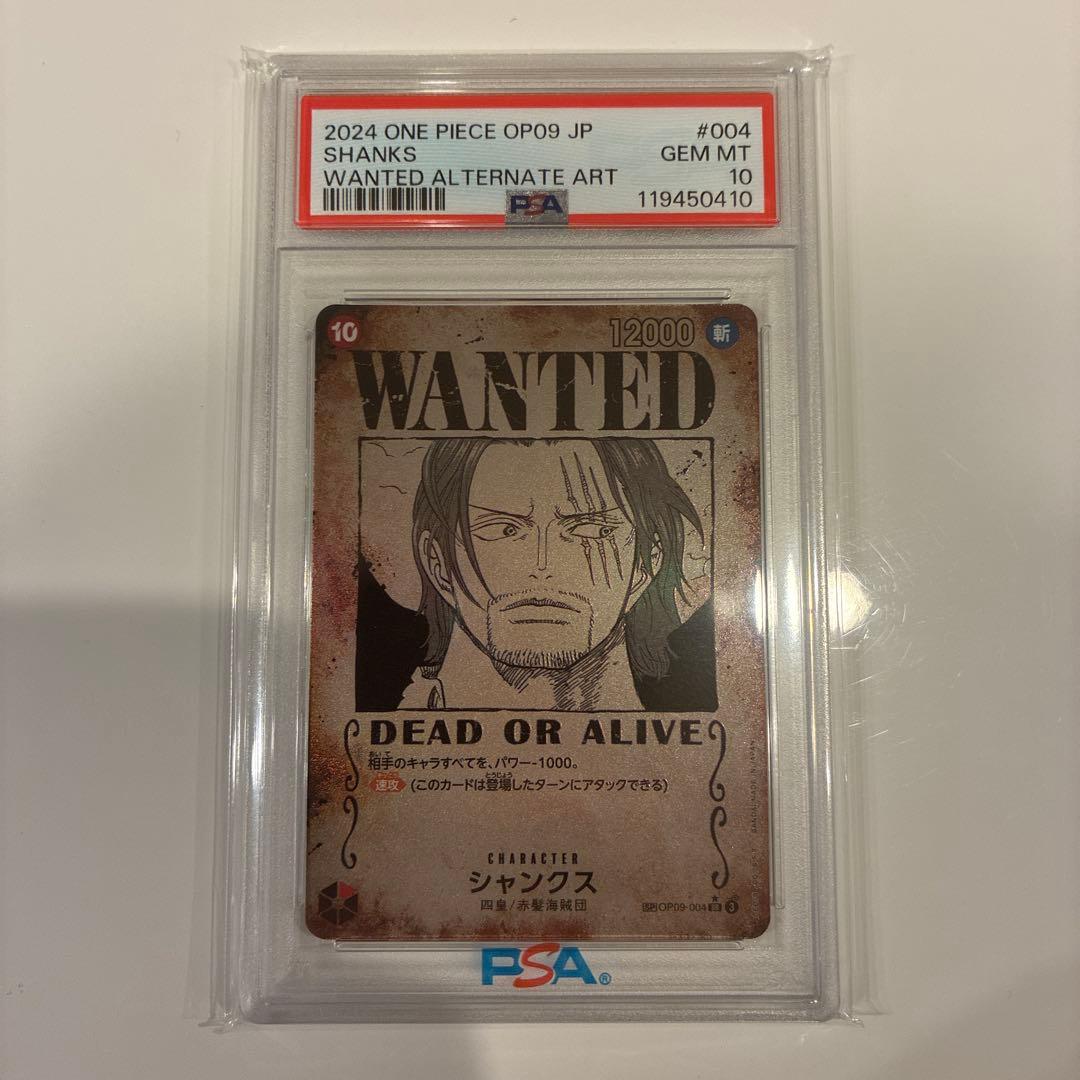 2024 ONE PIECE OP09 JP #004
SHANKS GEM MT
WANTED ALTERNATE ART 10
PSA 119450410
10 12000 斬
WANTED
DEAD OR ALIVE
相手のキャラすべてを、パワー-1000。
速攻 (このカードは登場したターンにアタックできる)
CHARACTER
シャンクス
四皇/赤髪海賊団
SP OP09-004 SR 3
PSA®